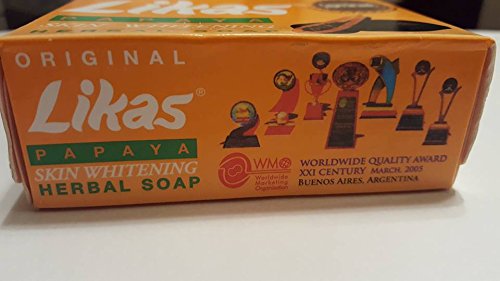 PAPAYA
ORIGINAL
Likas®
PAPAYA
SKIN WHITENING
HERBAL SOAP
WMO
Worldwide
Marketing
Organization
WORLDWIDE QUALITY AWARD
XXI CENTURY MARCH, 2005
BUENOS AIRES, ARGENTINA